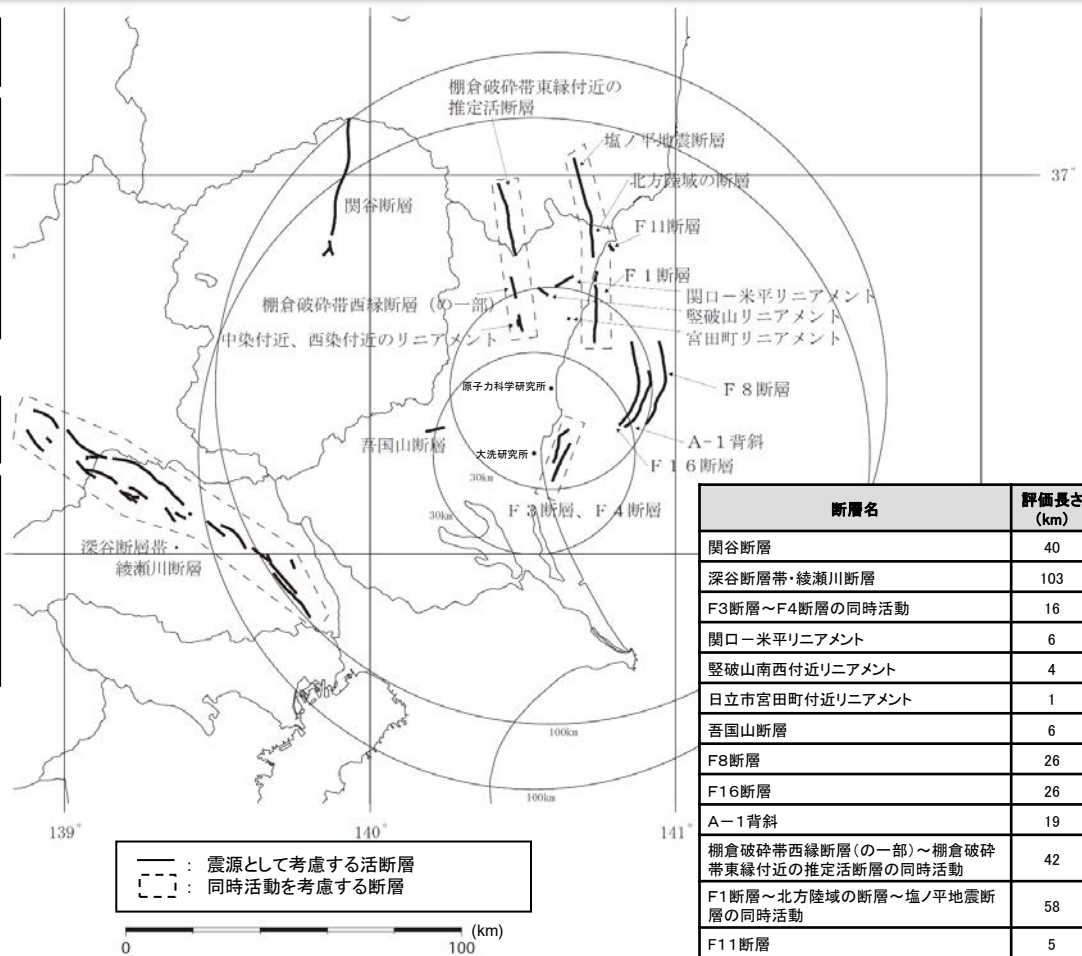 棚倉破砕帯東縁付近の
推定活断層
塩ノ平地震断層
37°
北方陸域の断層
関谷断層
F11断層
F1断層
棚倉破砕帯西縁断層（の一部）
関口ー米平リニアメント
竪破山リニアメント
中染付近、西染付近のリニアメント
宮田町リニアメント
原子力科学研究所
F8断層
吾国山断層
A-1背斜
大洗研究所
F16断層
30km
30km
F3断層、F4断層
深谷断層帯・
綾瀬川断層
100km
100km
139°
140°
141°
断層名
評価長さ
(km)
関谷断層
40
深谷断層帯・綾瀬川断層
103
F3断層～F4断層の同時活動
16
関口－米平リニアメント
6
竪破山南西付近リニアメント
4
日立市宮田町付近リニアメント
1
吾国山断層
6
F8断層
26
F16断層
26
A－1背斜
19
棚倉破砕帯西縁断層(の一部)～棚倉破砕
帯東縁付近の推定活断層の同時活動
42
F1断層～北方陸域の断層～塩ノ平地震断
層の同時活動
58
F11断層
5
： 震源として考慮する活断層
： 同時活動を考慮する断層
(km)
0
100